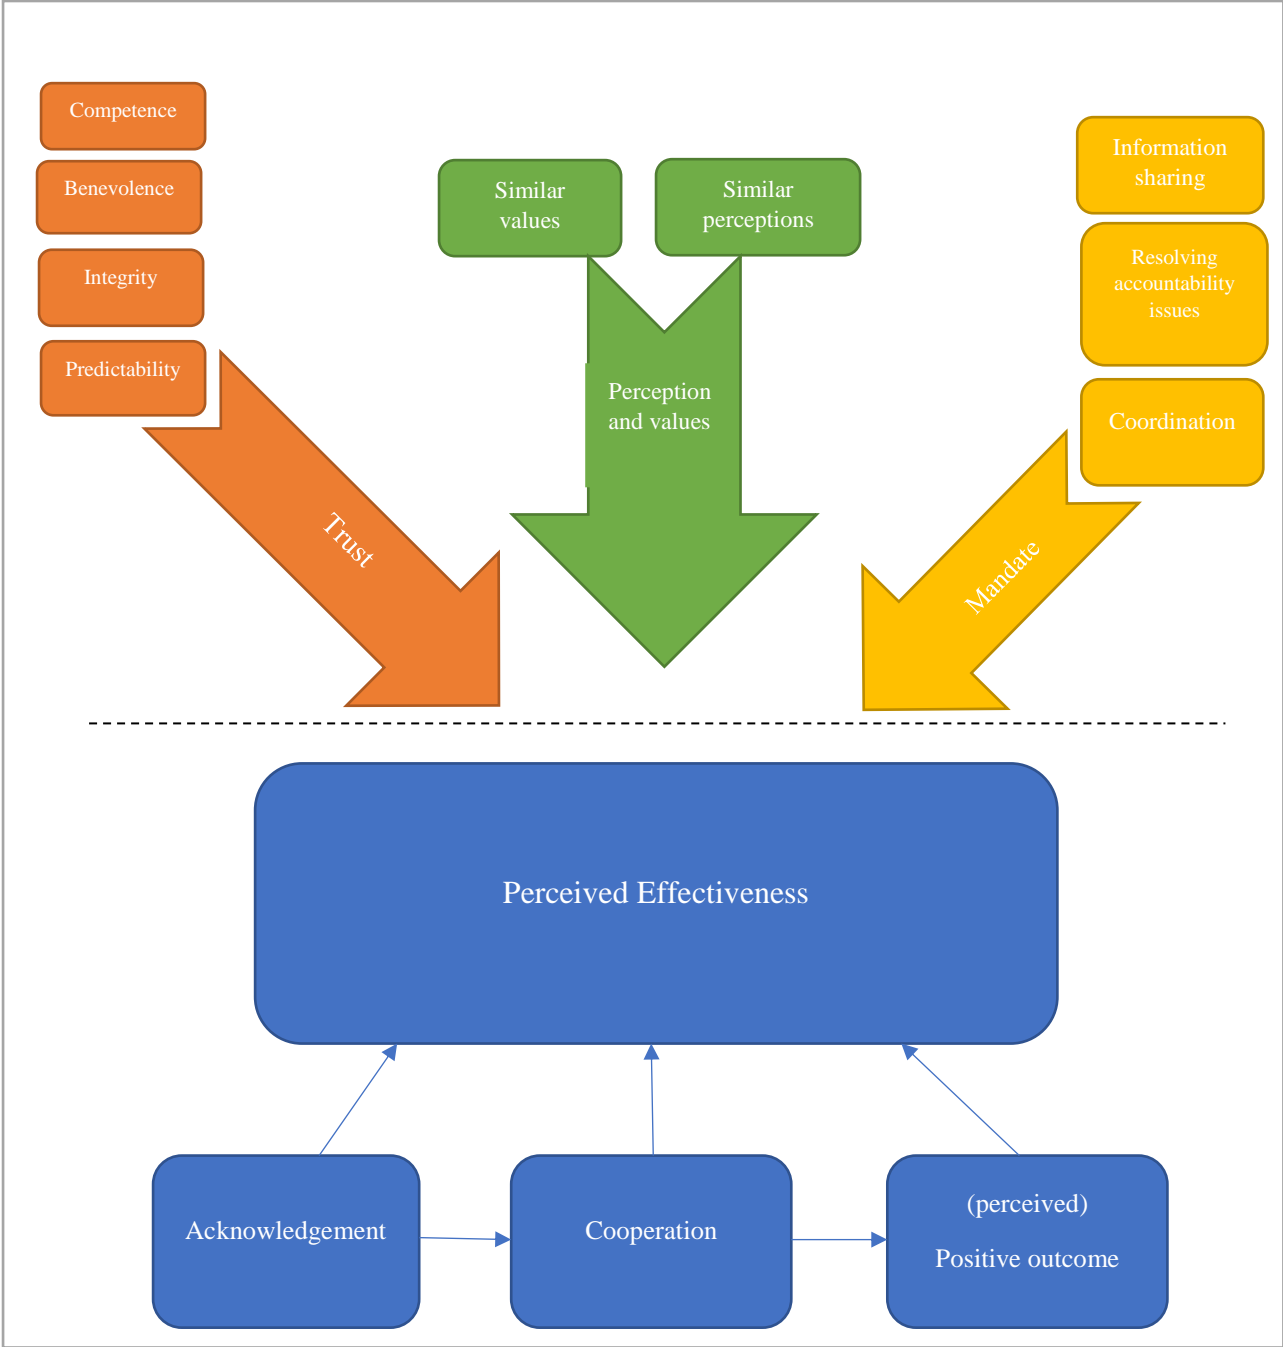 Competence
Benevolence
Integrity
Predictability
Similar
values
Similar
perceptions
Information
sharing
Resolving
accountability
issues
Coordination
Trust
Perception
and values
Mandate
Perceived Effectiveness
Acknowledgement
Cooperation
(perceived)
Positive outcome